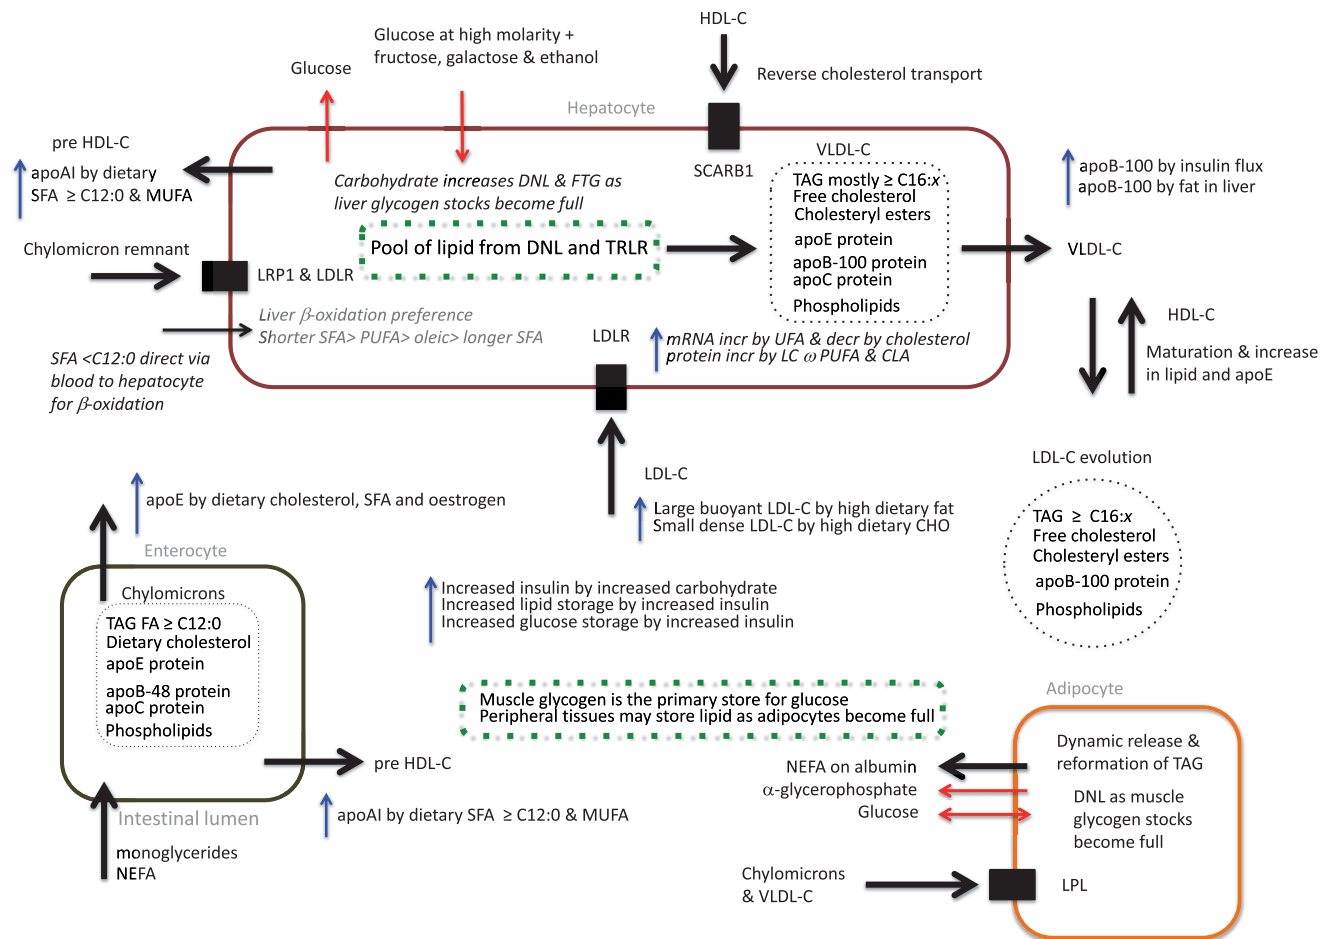 HDL-C
Glucose at high molarity +
fructose, galactose & ethanol
Glucose
Reverse cholesterol transport
Hepatocyte
pre HDL-C
apoAI by dietary
SFA ≥ C12:0 & MUFA
SCARB1
VLDL-C
TAG mostly ≥ C16:x
Free cholesterol
Cholesteryl esters
apoE protein
apoB-100 protein
apoC protein
Phospholipids
apoB-100 by insulin flux
apoB-100 by fat in liver
Carbohydrate increases DNL & FTG as
liver glycogen stocks become full
Pool of lipid from DNL and TRLR
VLDL-C
Chylomicron remnant
LRP1 & LDLR
Liver β-oxidation preference
Shorter SFA> PUFA> oleic> longer SFA
LDLR
mRNA incr by UFA & decr by cholesterol
protein incr by LC ω PUFA & CLA
HDL-C
Maturation & increase
in lipid and apoE
SFA <C12:0 direct via
blood to hepatocyte
for β-oxidation
LDL-C
Large buoyant LDL-C by high dietary fat
Small dense LDL-C by high dietary CHO
LDL-C evolution
TAG ≥ C16:x
Free cholesterol
Cholesteryl esters
apoB-100 protein
Phospholipids
apoE by dietary cholesterol, SFA and oestrogen
Enterocyte
Chylomicrons
TAG FA ≥ C12:0
Dietary cholesterol
apoE protein
apoB-48 protein
apoC protein
Phospholipids
Increased insulin by increased carbohydrate
Increased lipid storage by increased insulin
Increased glucose storage by increased insulin
Muscle glycogen is the primary store for glucose
Peripheral tissues may store lipid as adipocytes become full
pre HDL-C
apoAI by dietary SFA ≥ C12:0 & MUFA
Intestinal lumen
monoglycerides
NEFA
Adipocyte
Dynamic release &
reformation of TAG
NEFA on albumin
α-glycerophosphate
Glucose
DNL as muscle
glycogen stocks
become full
Chylomicrons
& VLDL-C
LPL